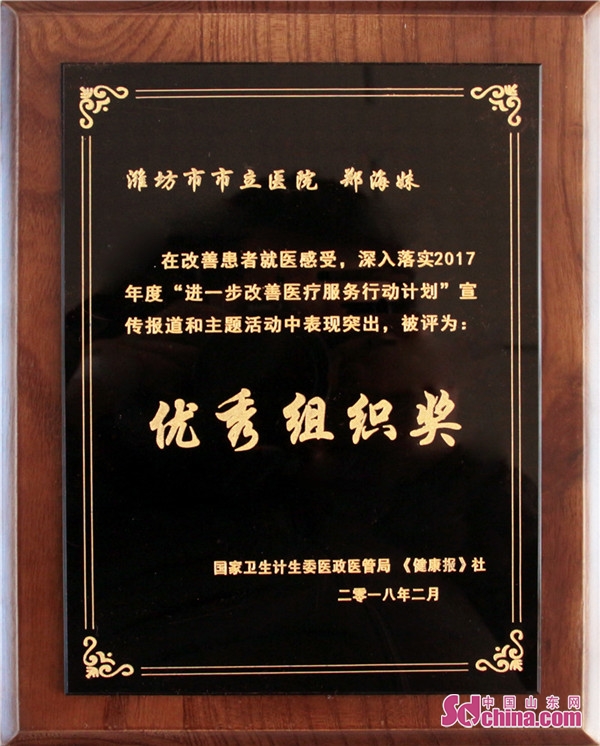 潍坊市市立医院 郑海妹
在改善患者就医感受，深入落实2017
年度“进一步改善医疗服务行动计划”宣
传报道和主题活动中表现突出，被评为：
优秀组织奖
国家卫生计生委医政医管局 《健康报》社
二零一八年二月
中国山东网
Sdchina.com